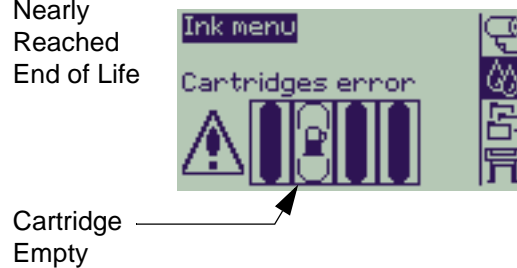 Nearly
Reached
End of Life
Ink menu
Cartridges error
Cartridge
Empty